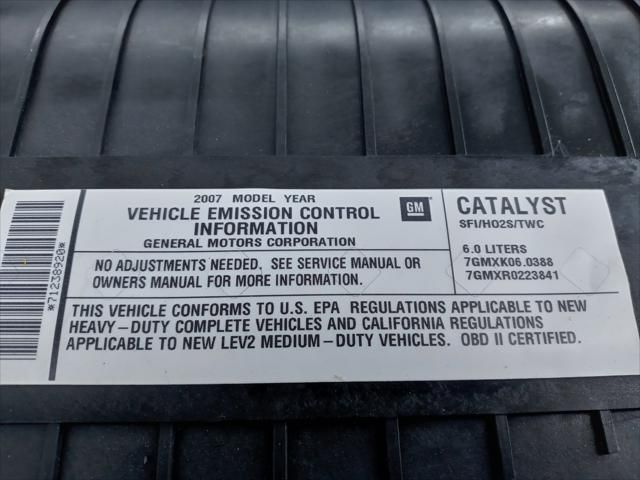 *71238920*
2007 MODEL YEAR
VEHICLE EMISSION CONTROL
INFORMATION
GENERAL MOTORS CORPORATION
GM
CATALYST
SFI/HO2S/TWC
6.0 LITERS
7GMXK06.0388
7GMXR0223841
NO ADJUSTMENTS NEEDED. SEE SERVICE MANUAL OR
OWNERS MANUAL FOR MORE INFORMATION.
THIS VEHICLE CONFORMS TO U.S. EPA REGULATIONS APPLICABLE TO NEW
HEAVY-DUTY COMPLETE VEHICLES AND CALIFORNIA REGULATIONS
APPLICABLE TO NEW LEV2 MEDIUM-DUTY VEHICLES. OBD II CERTIFIED.